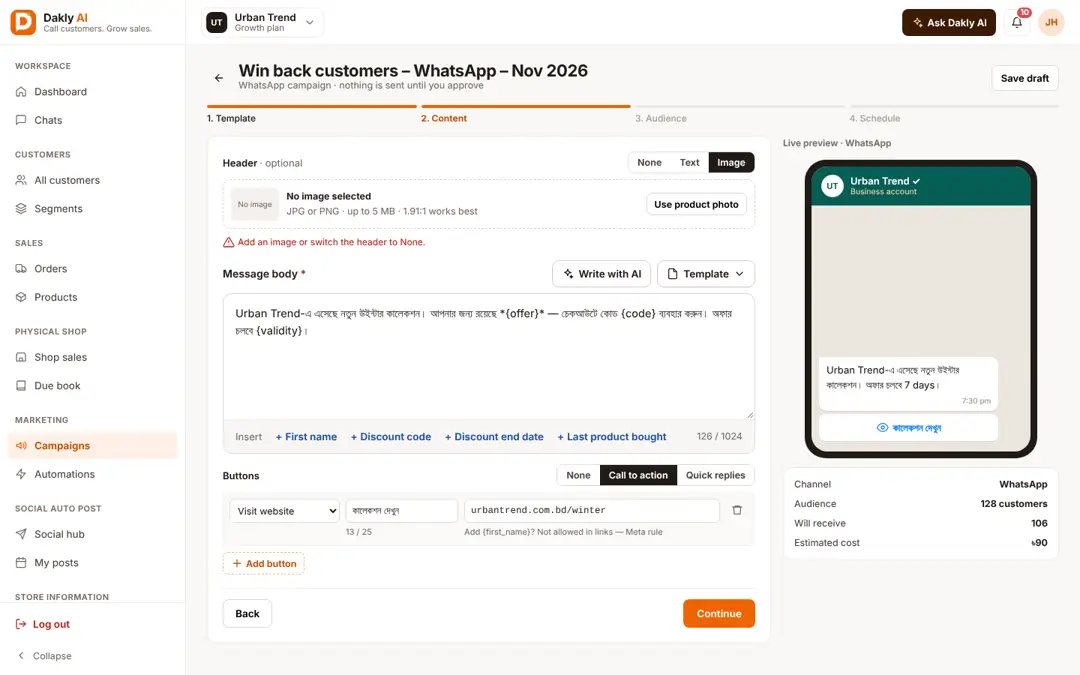 Dakly AI
Call customers. Grow sales.
UT
Urban Trend
Growth plan
Ask Dakly AI
10
JH
WORKSPACE
Dashboard
Chats
CUSTOMERS
All customers
Segments
SALES
Orders
Products
PHYSICAL SHOP
Shop sales
Due book
MARKETING
Campaigns
Automations
SOCIAL AUTO POST
Social hub
My posts
STORE INFORMATION
Log out
Collapse
Win back customers – WhatsApp – Nov 2026
WhatsApp campaign · nothing is sent until you approve
Save draft
1. Template
2. Content
3. Audience
4. Schedule
Header · optional
None
Text
Image
No image
No image selected
JPG or PNG · up to 5 MB · 1.91:1 works best
Use product photo
Add an image or switch the header to None.
Message body *
Write with AI
Template
Urban Trend-এ এসেছে নতুন উইন্টার কালেকশন। আপনার জন্য রয়েছে *{offer}* — চেকআউটে কোড {code} ব্যবহার করুন। অফার
চলবে {validity}।
Insert
+ First name
+ Discount code
+ Discount end date
+ Last product bought
126 / 1024
Buttons
None
Call to action
Quick replies
Visit website
কালেকশন দেখুন
urbantrend.com.bd/winter
13 / 25
Add {first_name}? Not allowed in links — Meta rule
+ Add button
Back
Continue
Live preview · WhatsApp
UT
Urban Trend ✓
Business account
Urban Trend-এ এসেছে নতুন উইন্টার
কালেকশন। অফার চলবে 7 days।
7:30 pm
কালেকশন দেখুন
Channel
WhatsApp
Audience
128 customers
Will receive
106
Estimated cost
৳90